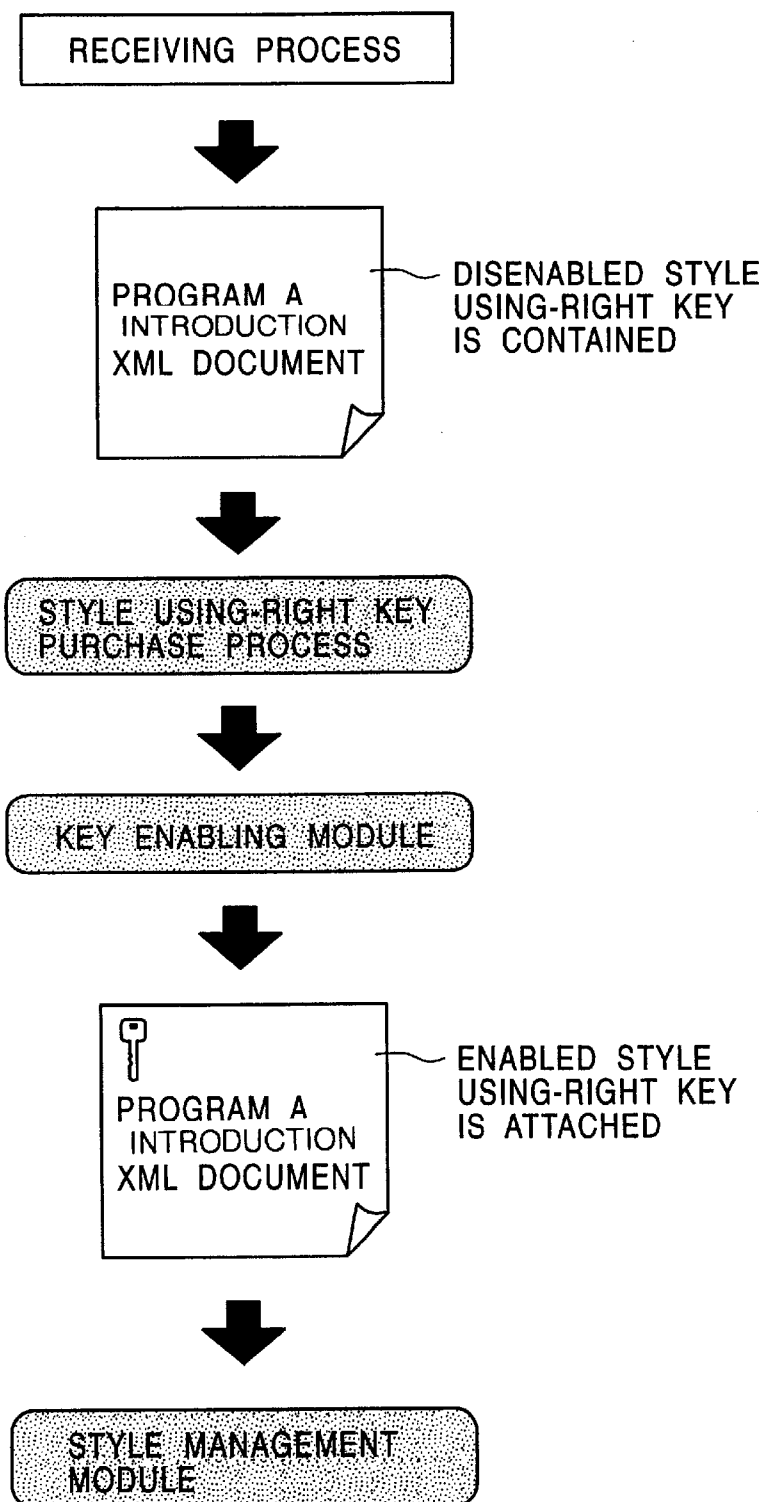 RECEIVING PROCESS
PROGRAM A
INTRODUCTION
XML DOCUMENT
DISENABLED STYLE
USING-RIGHT KEY
IS CONTAINED
STYLE USING-RIGHT KEY
PURCHASE PROCESS
KEY ENABLING MODULE
PROGRAM A
INTRODUCTION
XML DOCUMENT
ENABLED STYLE
USING-RIGHT KEY
IS ATTACHED
STYLE MANAGEMENT
MODULE